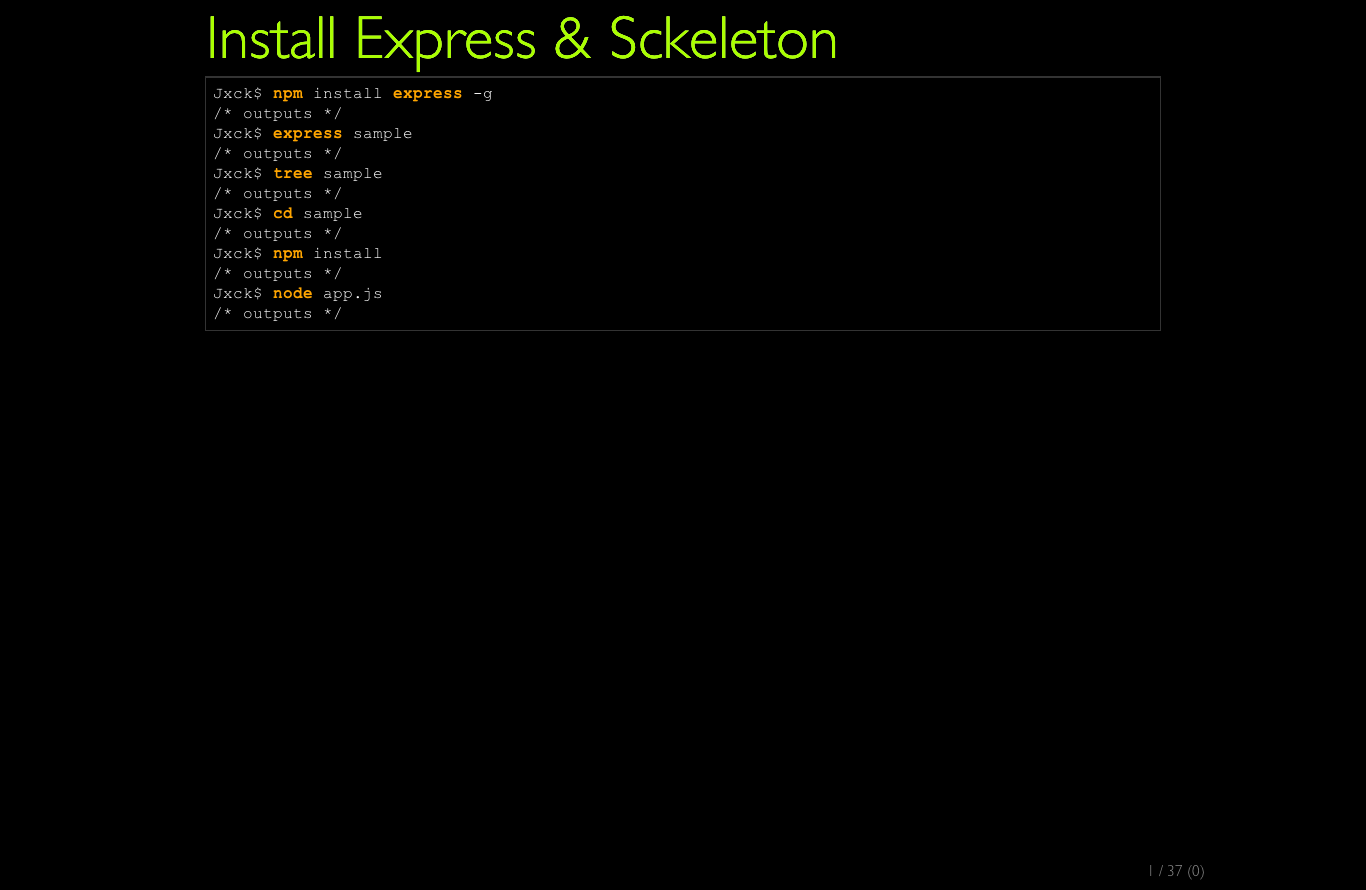 Install Express & Sckeleton
Jxck$ npm install express -g
/* outputs */
Jxck$ express sample
/* outputs */
Jxck$ tree sample
/* outputs */
Jxck$ cd sample
/* outputs */
Jxck$ npm install
/* outputs */
Jxck$ node app.js
/* outputs */
1 / 37 (0)